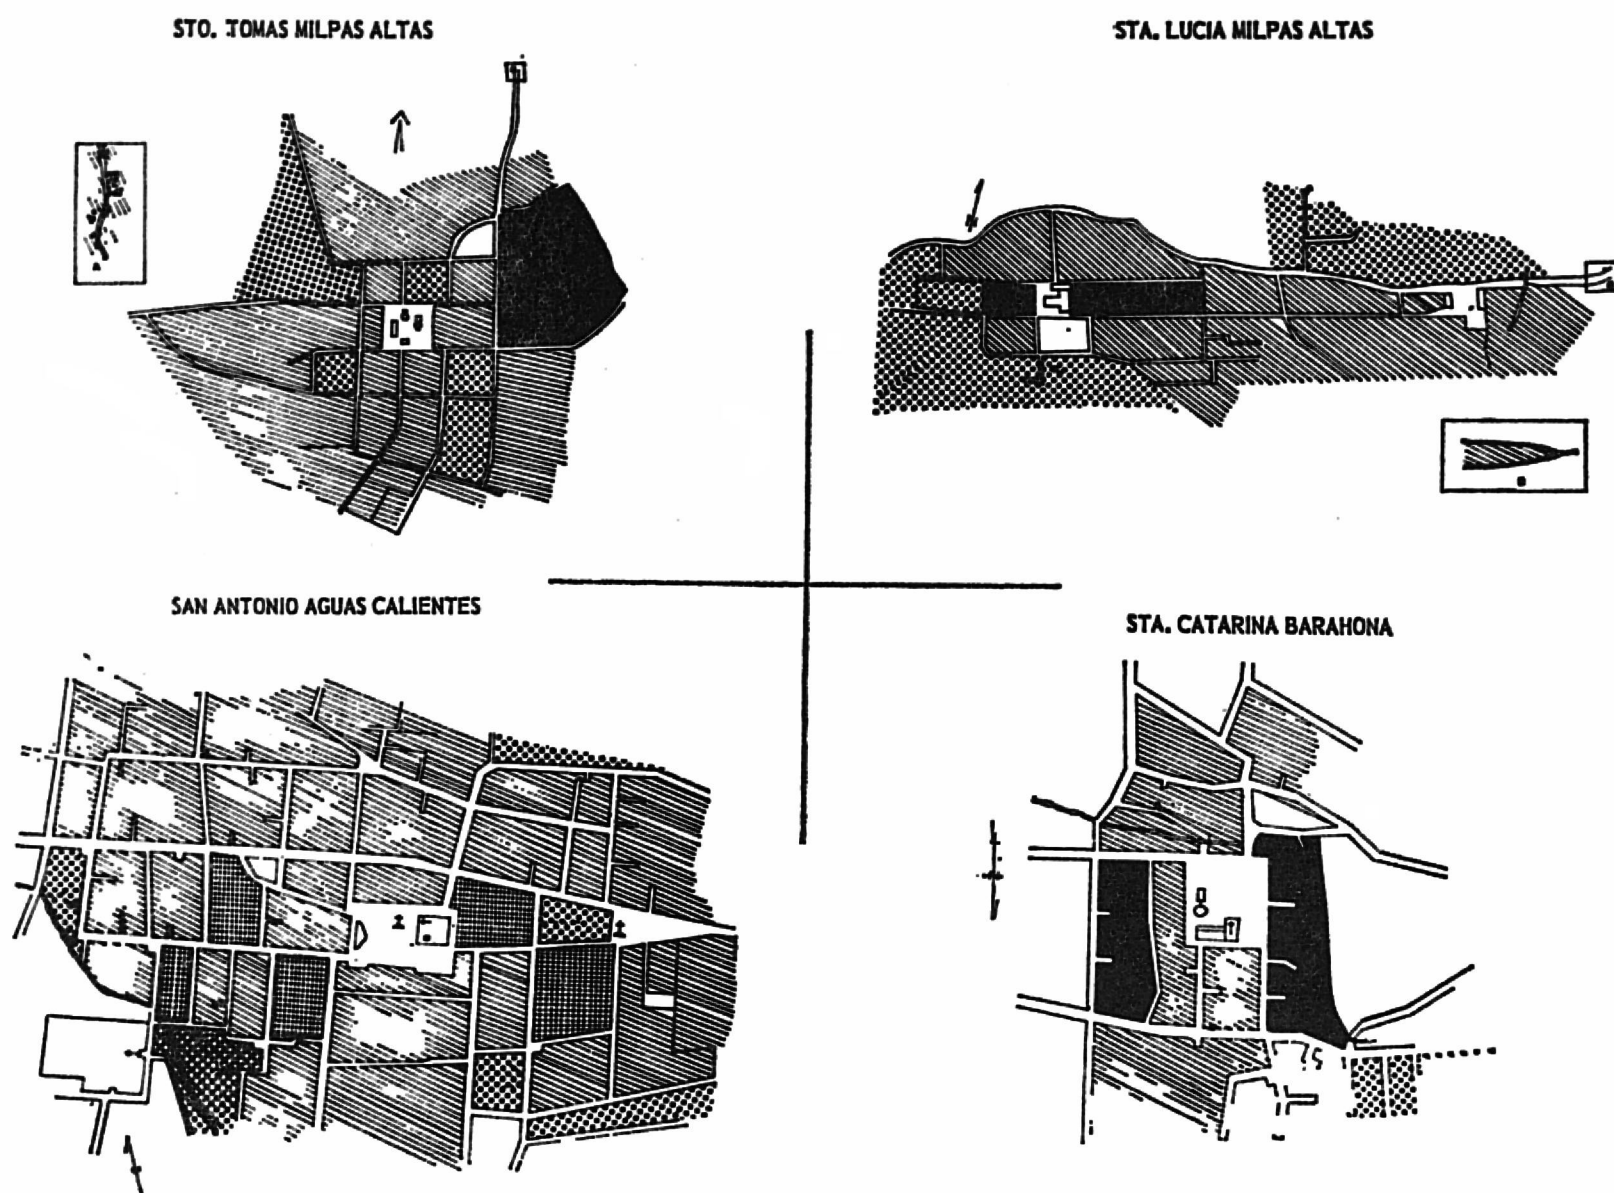 STO. TOMAS MILPAS ALTAS
STA. LUCIA MILPAS ALTAS
SAN ANTONIO AGUAS CALIENTES
STA. CATARINA BARAHONA